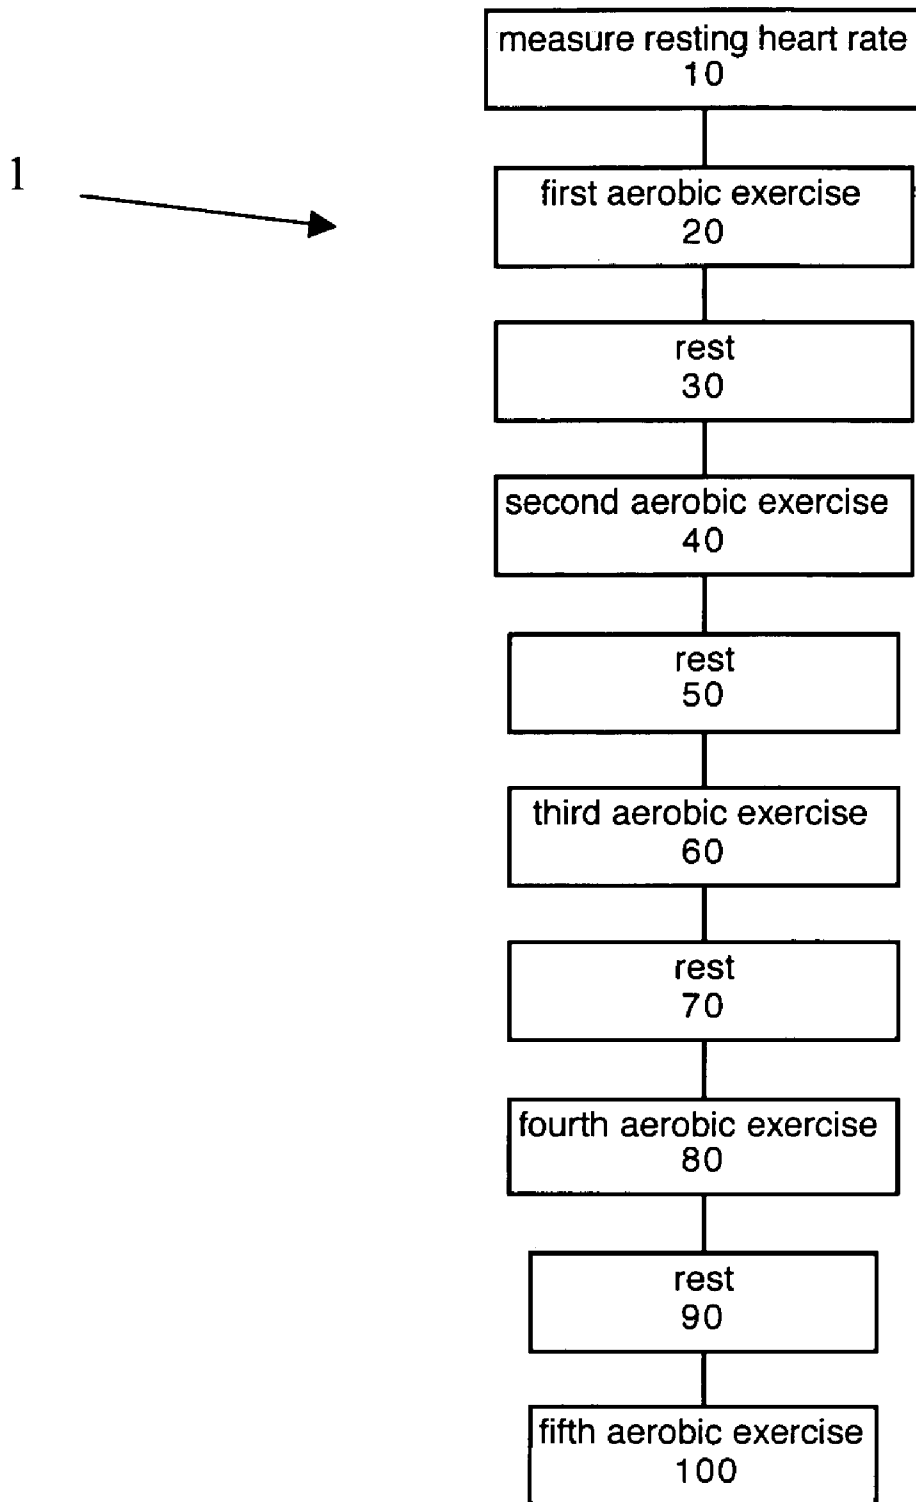 measure resting heart rate
10
1
first aerobic exercise
20
rest
30
second aerobic exercise
40
rest
50
third aerobic exercise
60
rest
70
fourth aerobic exercise
80
rest
90
fifth aerobic exercise
100